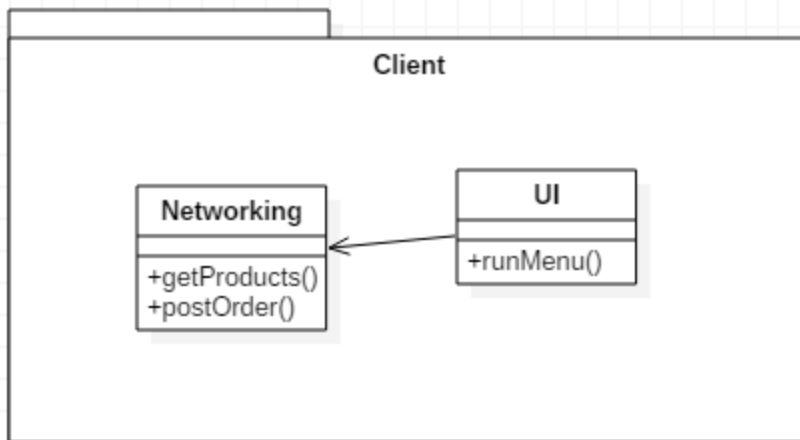 Client
Networking
+getProducts()
+postOrder()
UI
+runMenu()